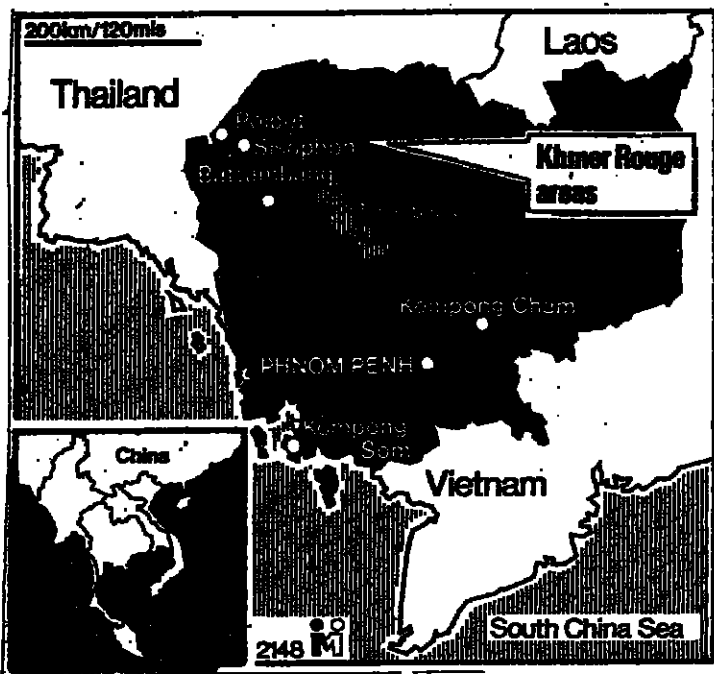 200km/120mls
Laos
Thailand
Poipet
Sisophon
Battambang
Khmer Rouge
areas
Kompong Cham
PHNOM PENH
Kompong
Som
China
Vietnam
South China Sea
2148